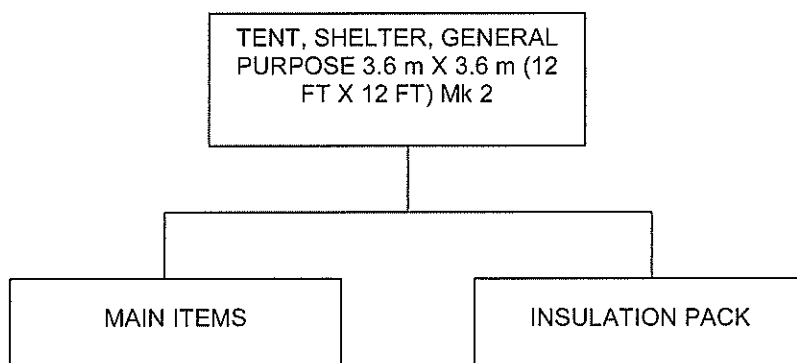 TENT, SHELTER, GENERAL
PURPOSE 3.6 m X 3.6 m (12
FT X 12 FT) Mk 2
MAIN ITEMS
INSULATION PACK